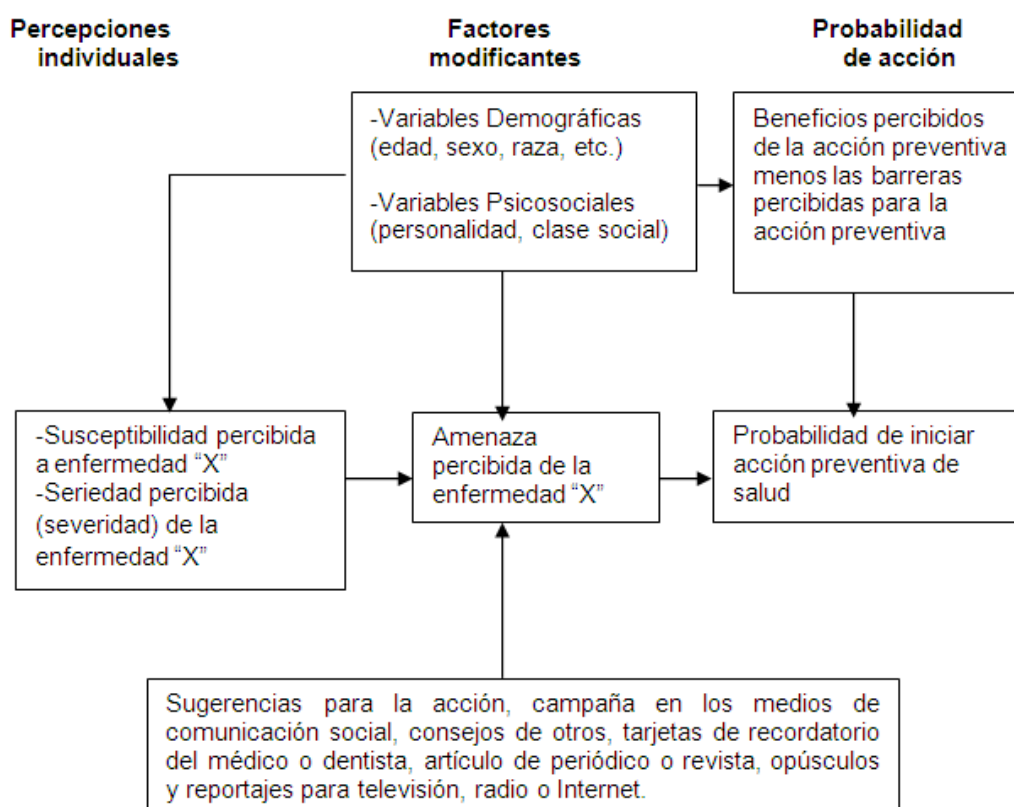 Percepciones
individuales
Factores
modificantes
Probabilidad
de acción
-Variables Demográficas
(edad, sexo, raza, etc.)
-Variables Psicosociales
(personalidad, clase social)
Beneficios percibidos
de la acción preventiva
menos las barreras
percibidas para la
acción preventiva
-Susceptibilidad percibida
a enfermedad “X”
-Seriedad percibida
(severidad) de la
enfermedad “X”
Amenaza
percibida de la
enfermedad “X”
Probabilidad de iniciar
acción preventiva de
salud
Sugerencias para la acción, campaña en los medios de
comunicación social, consejos de otros, tarjetas de recordatorio
del médico o dentista, artículo de periódico o revista, opúsculos
y reportajes para televisión, radio o Internet.